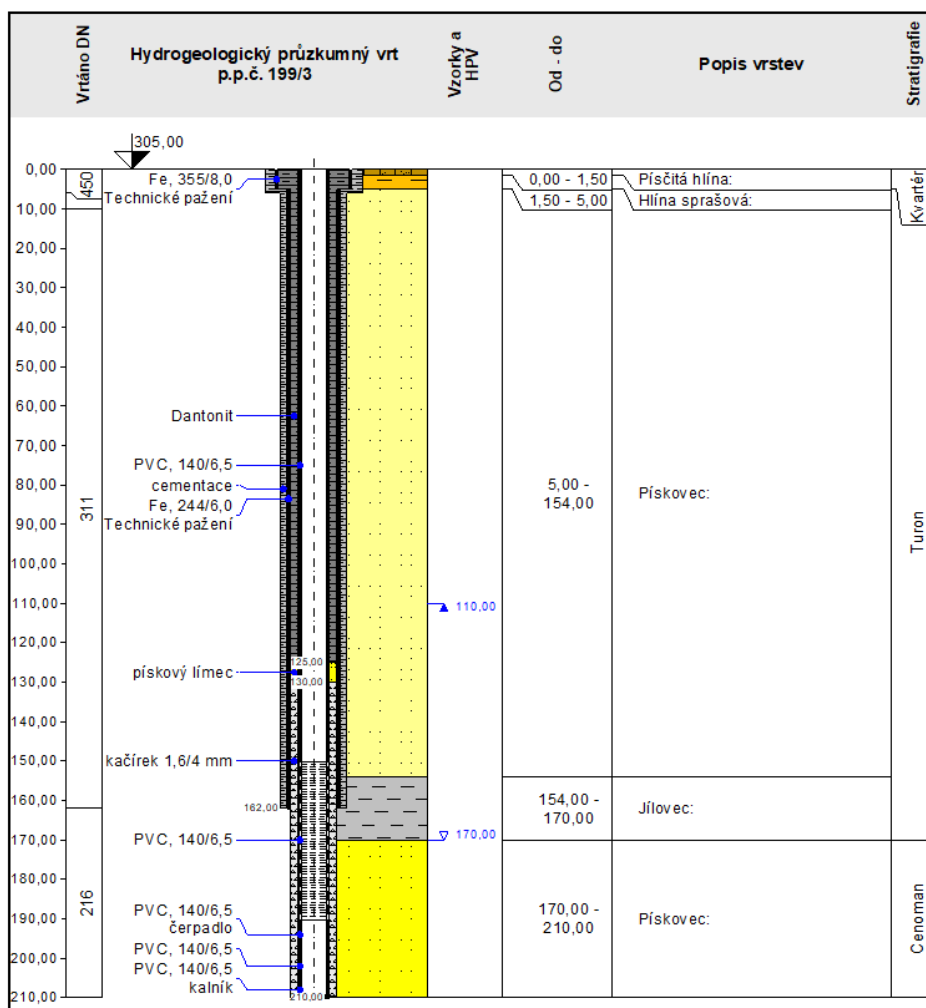 Vrtáno DN
Hydrogeologický průzkumný vrt
p.p.č. 199/3
Vzorky a
HPV
Od - do
Popis vrstev
Stratigrafie
305,00
0,00
10,00
20,00
30,00
40,00
50,00
60,00
70,00
80,00
90,00
100,00
110,00
120,00
130,00
140,00
150,00
160,00
170,00
180,00
190,00
200,00
210,00
450
311
216
Fe, 355/8,0
Technické pažení
Dantonit
PVC, 140/6,5
cementace
Fe, 244/6,0
Technické pažení
125,00
pískový límec
130,00
kačírek 1,6/4 mm
162,00
PVC, 140/6,5
PVC, 140/6,5
čerpadlo
PVC, 140/6,5
PVC, 140/6,5
kalník
210,00
110,00
170,00
0,00 - 1,50
Písčitá hlína:
1,50 - 5,00
Hlína sprašová:
5,00 -
154,00
Pískovec:
154,00 -
170,00
Jílovec:
170,00 -
210,00
Pískovec:
Kvartér
Turon
Cenoman